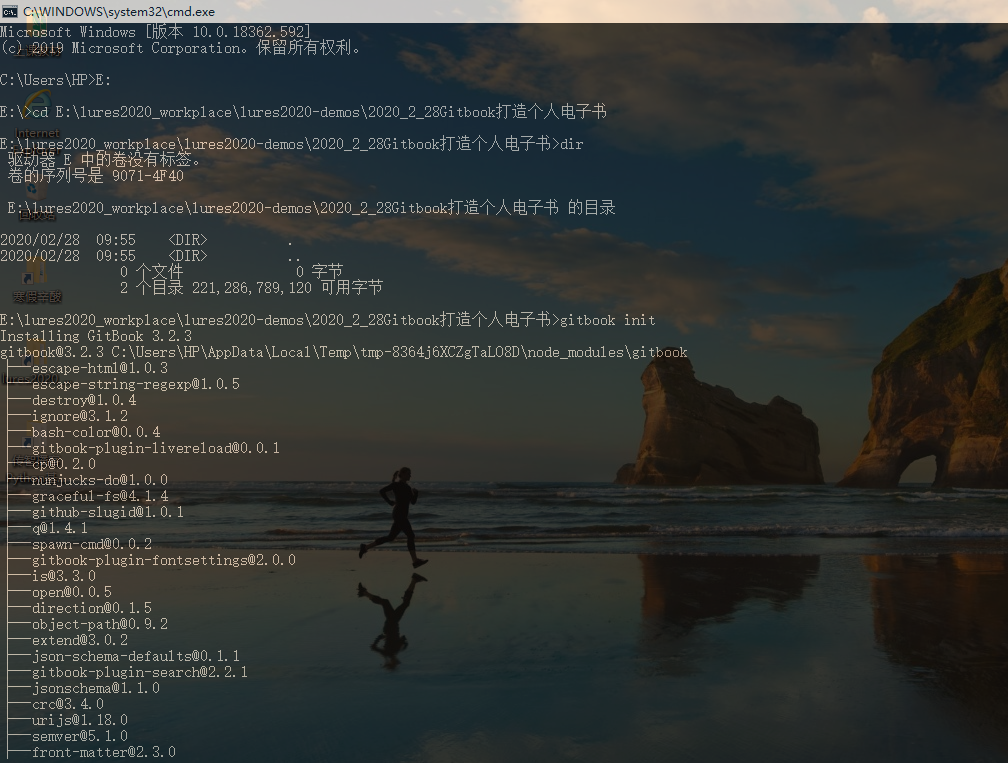 C:\WINDOWS\system32\cmd.exe
Microsoft Windows [版本 10.0.18362.592]
(c) 2019 Microsoft Corporation。保留所有权利。
C:\Users\HP>E:
E:\>cd E:\lures2020_workplace\lures2020-demos\2020_2_28Gitbook打造个人电子书
Internet
E:\lures2020_workplace\lures2020-demos\2020_2_28Gitbook打造个人电子书>dir
 驱动器 E 中的卷没有标签。
 卷的序列号是 9071-4F40
 E:\lures2020_workplace\lures2020-demos\2020_2_28Gitbook打造个人电子书 的目录
2020/02/28  09:55    <DIR>          .
2020/02/28  09:55    <DIR>          ..
               0 个文件              0 字节
               2 个目录 221,286,789,120 可用字节
E:\lures2020_workplace\lures2020-demos\2020_2_28Gitbook打造个人电子书>gitbook init
Installing GitBook 3.2.3
gitbook@3.2.3 C:\Users\HP\AppData\Local\Temp\tmp-8364j6XCZgTaLO8D\node_modules\gitbook
├──escape-html@1.0.3
├──escape-string-regexp@1.0.5
├──destroy@1.0.4
├──ignore@3.1.2
├──bash-color@0.0.4
├──gitbook-plugin-livereload@0.0.1
├──cp@0.2.0
├──nunjucks-do@1.0.0
├──graceful-fs@4.1.4
├──github-slugid@1.0.1
├──q@1.4.1
├──spawn-cmd@0.0.2
├──gitbook-plugin-fontsettings@2.0.0
├──is@3.3.0
├──open@0.0.5
├──direction@0.1.5
├──object-path@0.9.2
├──extend@3.0.2
├──json-schema-defaults@0.1.1
├──gitbook-plugin-search@2.2.1
├──jsonschema@1.1.0
├──crc@3.4.0
├──urijs@1.18.0
├──semver@5.1.0
├──front-matter@2.3.0